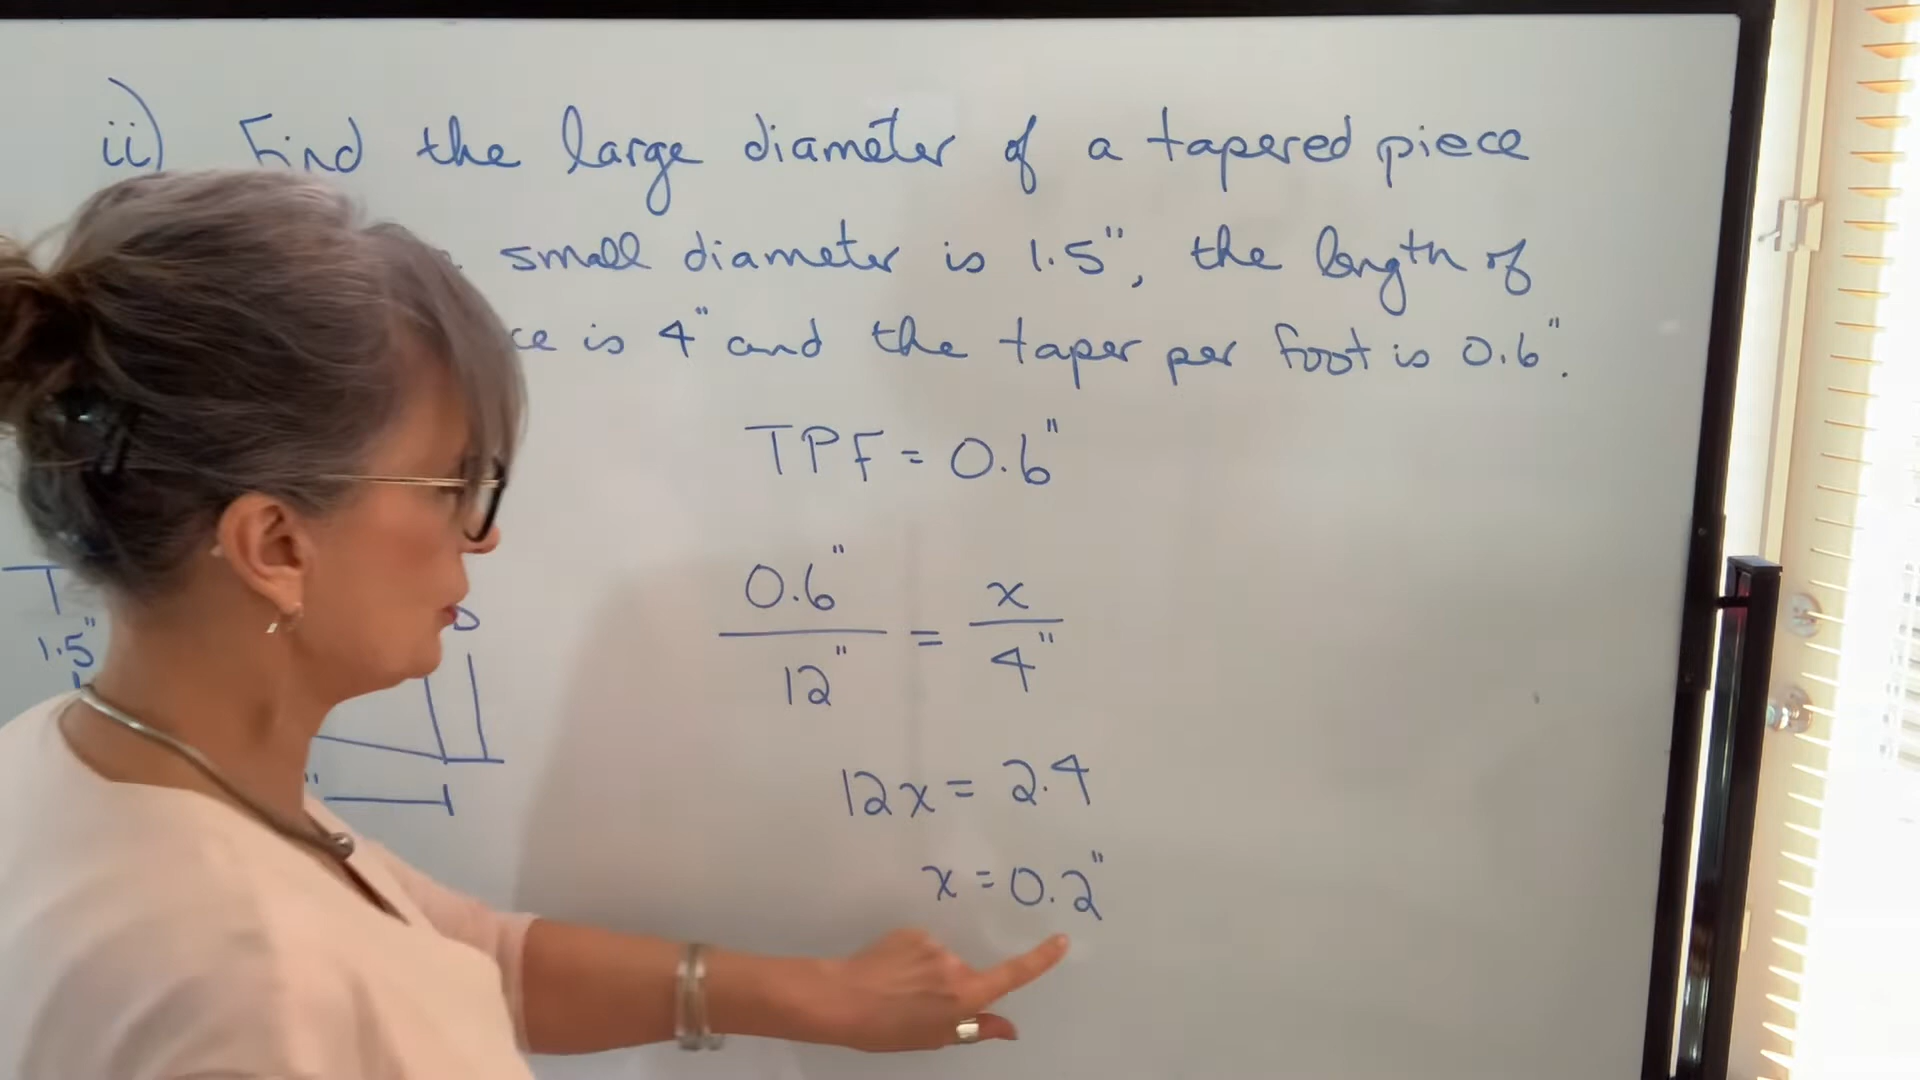 ii) Find the large diameter of a tapered piece
small diameter is 1.5", the length of
ce is 4" and the taper per foot is 0.6".
TPF = 0.6"
0.6" / 12" = x / 4"
12x = 2.4
x = 0.2"
1.5"
D